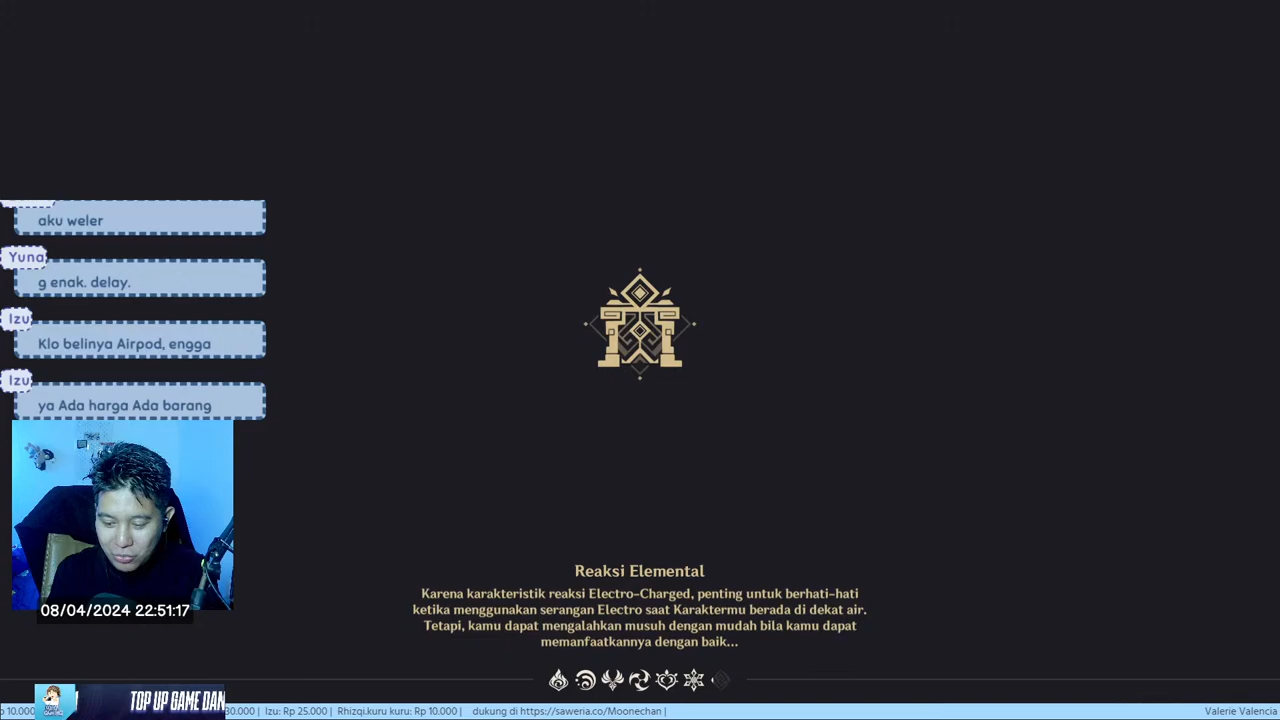 aku weler
Yuna
g enak. delay.
Izu
Klo belinya Airpod, engga
Izu
ya Ada harga Ada barang
08/04/2024 22:51:17
Reaksi Elemental
Karena karakteristik reaksi Electro-Charged, penting untuk berhati-hati
ketika menggunakan serangan Electro saat Karaktermu berada di dekat air.
Tetapi, kamu dapat mengalahkan musuh dengan mudah bila kamu dapat
memanfaatkannya dengan baik...
TOP UP GAME DAN
p 10.000 30.000 | Izu: Rp 25.000 | Rhizqi.kuru kuru: Rp 10.000 | dukung di https://saweria.co/Moonechan |
Valerie Valencia